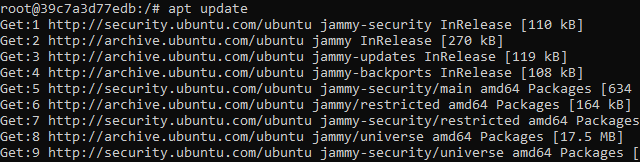 root@39c7a3d77edb:/# apt update
Get:1 http://security.ubuntu.com/ubuntu jammy-security InRelease [110 kB]
Get:2 http://archive.ubuntu.com/ubuntu jammy InRelease [270 kB]
Get:3 http://archive.ubuntu.com/ubuntu jammy-updates InRelease [119 kB]
Get:4 http://archive.ubuntu.com/ubuntu jammy-backports InRelease [108 kB]
Get:5 http://security.ubuntu.com/ubuntu jammy-security/main amd64 Packages [634
Get:6 http://archive.ubuntu.com/ubuntu jammy/restricted amd64 Packages [164 kB]
Get:7 http://security.ubuntu.com/ubuntu jammy-security/restricted amd64 Packages
Get:8 http://archive.ubuntu.com/ubuntu jammy/universe amd64 Packages [17.5 MB]
Get:9 http://security.ubuntu.com/ubuntu jammy-security/universe amd64 Packages [